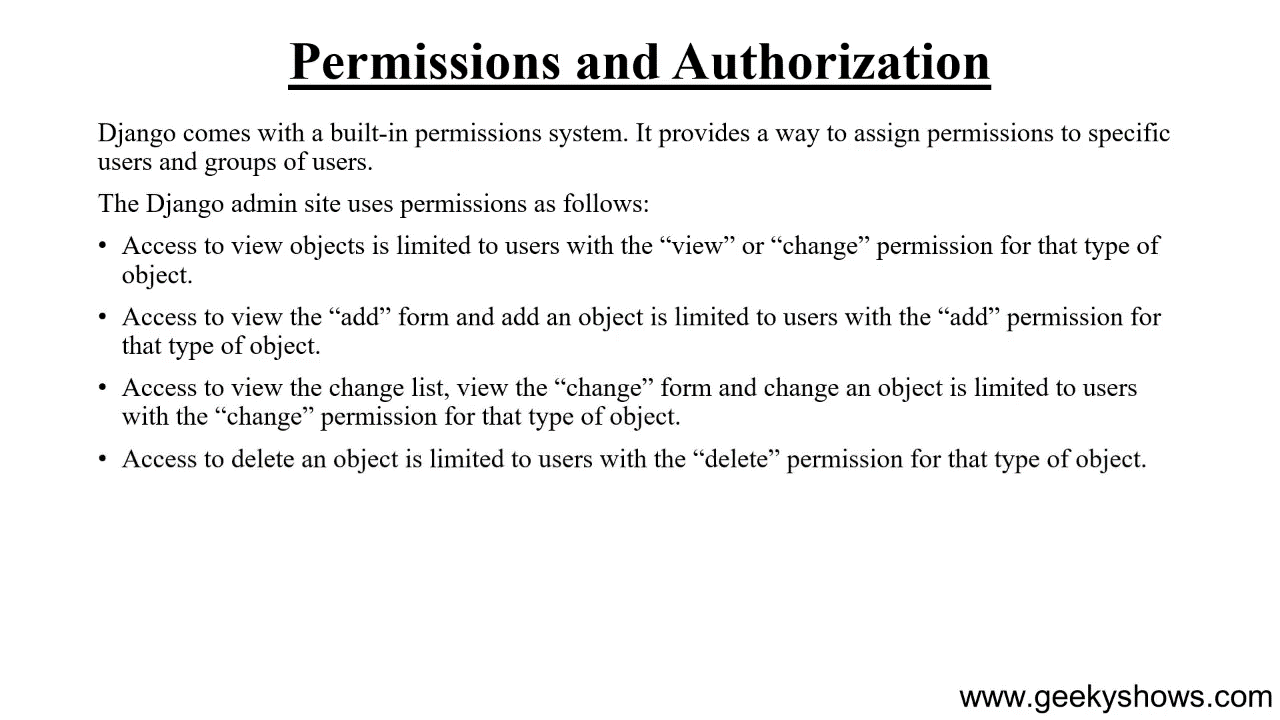 Permissions and Authorization
Django comes with a built-in permissions system. It provides a way to assign permissions to specific
users and groups of users.
The Django admin site uses permissions as follows:
• Access to view objects is limited to users with the “view” or “change” permission for that type of
object.
• Access to view the “add” form and add an object is limited to users with the “add” permission for
that type of object.
• Access to view the change list, view the “change” form and change an object is limited to users
with the “change” permission for that type of object.
• Access to delete an object is limited to users with the “delete” permission for that type of object.
www.geekyshows.com